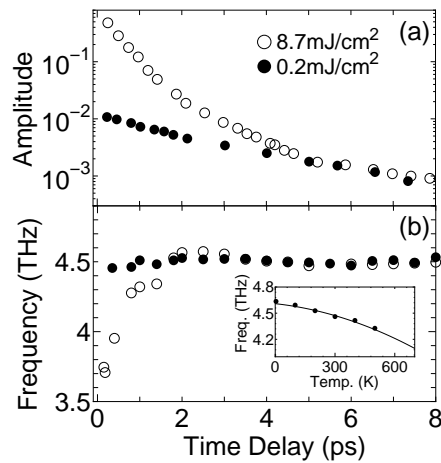 (a)
8.7mJ/cm²
0.2mJ/cm²
10⁻¹
10⁻²
10⁻³
Amplitude
(b)
4.5
4
3.5
Frequency (THz)
4.8
4.5
4.2
Freq. (THz)
0 300 600
Temp. (K)
0 2 4 6 8
Time Delay (ps)